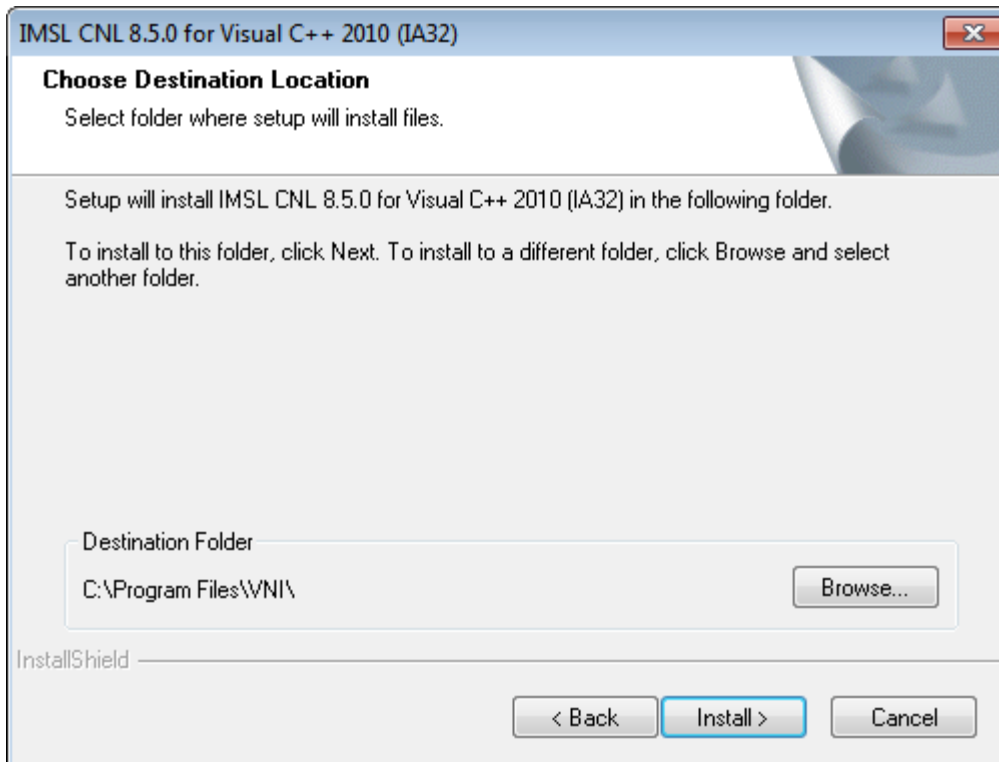 IMSL CNL 8.5.0 for Visual C++ 2010 (IA32)
Choose Destination Location
Select folder where setup will install files.
Setup will install IMSL CNL 8.5.0 for Visual C++ 2010 (IA32) in the following folder.
To install to this folder, click Next. To install to a different folder, click Browse and select
another folder.
Destination Folder
C:\Program Files\VNI\
Browse...
InstallShield
< Back
Install >
Cancel